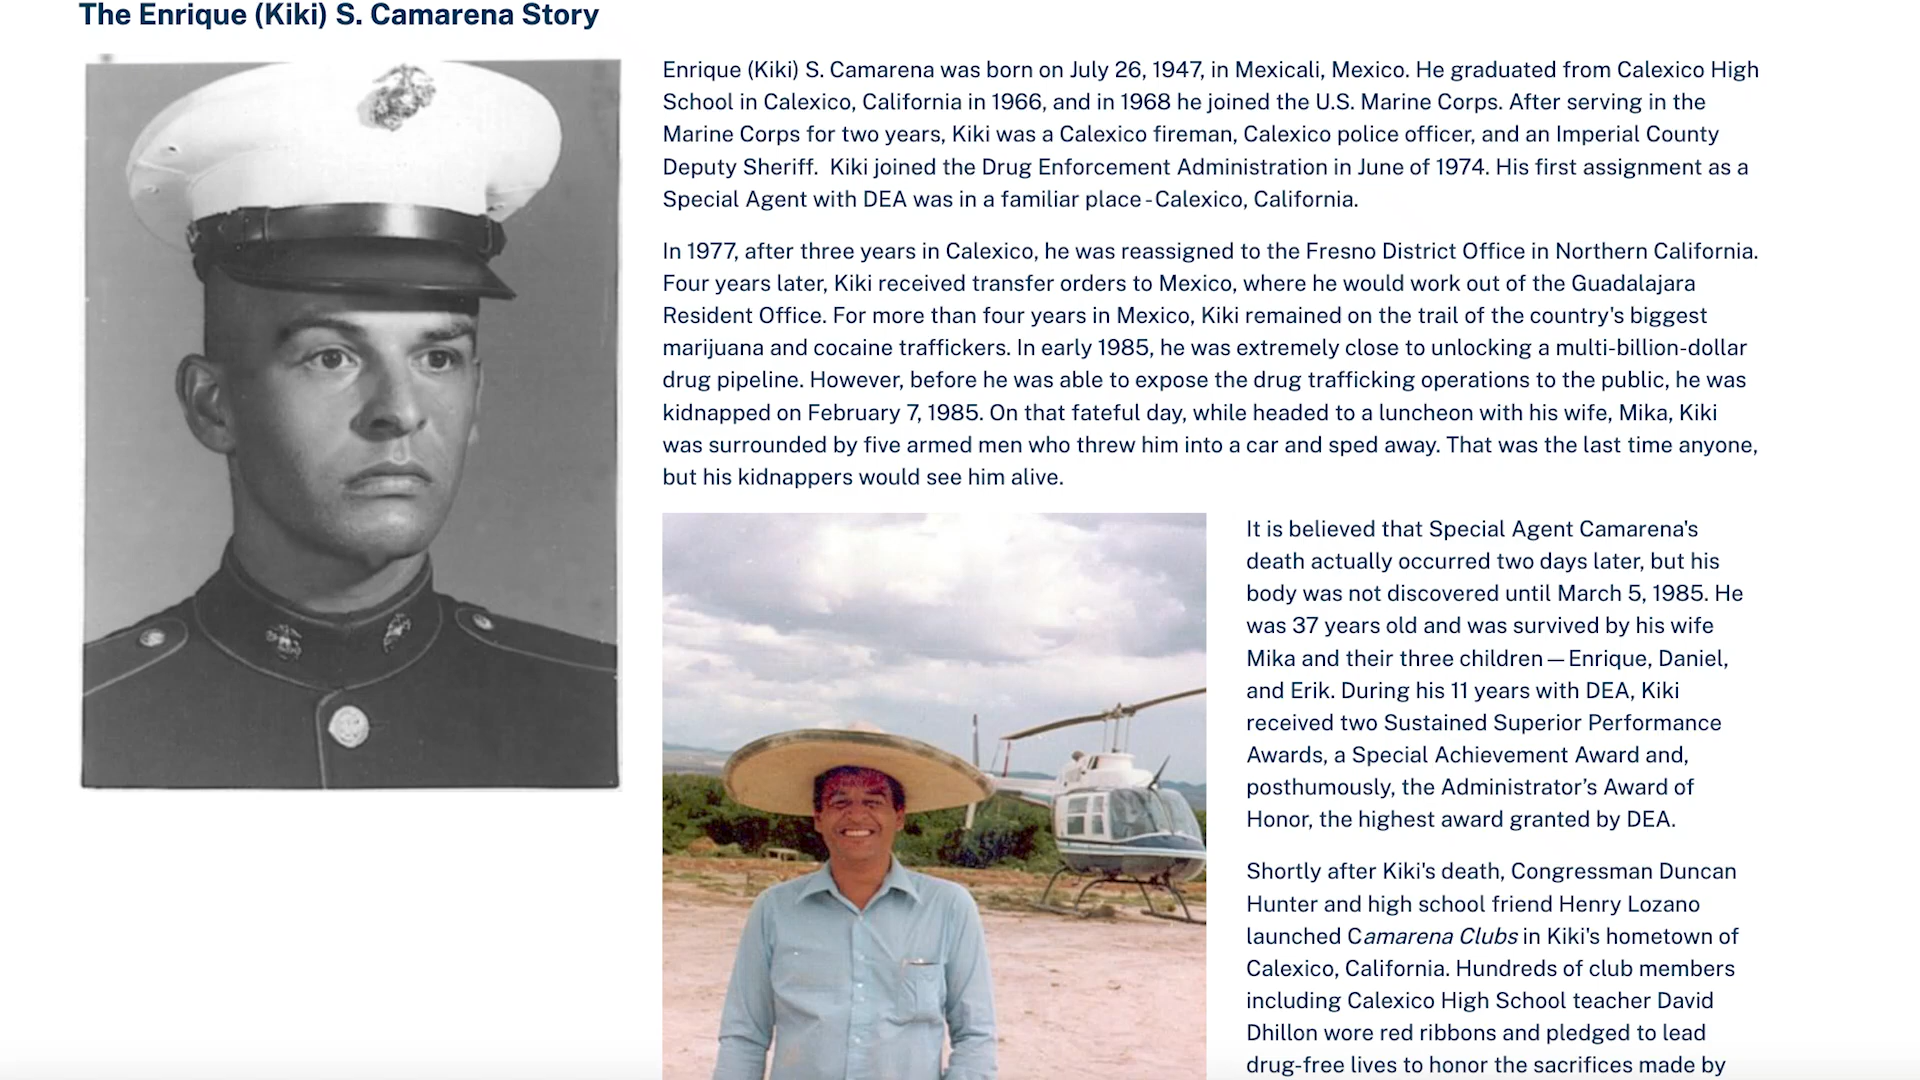 The Enrique (Kiki) S. Camarena Story
Enrique (Kiki) S. Camarena was born on July 26, 1947, in Mexicali, Mexico. He graduated from Calexico High
School in Calexico, California in 1966, and in 1968 he joined the U.S. Marine Corps. After serving in the
Marine Corps for two years, Kiki was a Calexico fireman, Calexico police officer, and an Imperial County
Deputy Sheriff.  Kiki joined the Drug Enforcement Administration in June of 1974. His first assignment as a
Special Agent with DEA was in a familiar place - Calexico, California.
In 1977, after three years in Calexico, he was reassigned to the Fresno District Office in Northern California.
Four years later, Kiki received transfer orders to Mexico, where he would work out of the Guadalajara
Resident Office. For more than four years in Mexico, Kiki remained on the trail of the country's biggest
marijuana and cocaine traffickers. In early 1985, he was extremely close to unlocking a multi-billion-dollar
drug pipeline. However, before he was able to expose the drug trafficking operations to the public, he was
kidnapped on February 7, 1985. On that fateful day, while headed to a luncheon with his wife, Mika, Kiki
was surrounded by five armed men who threw him into a car and sped away. That was the last time anyone,
but his kidnappers would see him alive.
It is believed that Special Agent Camarena's
death actually occurred two days later, but his
body was not discovered until March 5, 1985. He
was 37 years old and was survived by his wife
Mika and their three children — Enrique, Daniel,
and Erik. During his 11 years with DEA, Kiki
received two Sustained Superior Performance
Awards, a Special Achievement Award and,
posthumously, the Administrator’s Award of
Honor, the highest award granted by DEA.
Shortly after Kiki's death, Congressman Duncan
Hunter and high school friend Henry Lozano
launched Camarena Clubs in Kiki's hometown of
Calexico, California. Hundreds of club members
including Calexico High School teacher David
Dhillon wore red ribbons and pledged to lead
drug-free lives to honor the sacrifices made by